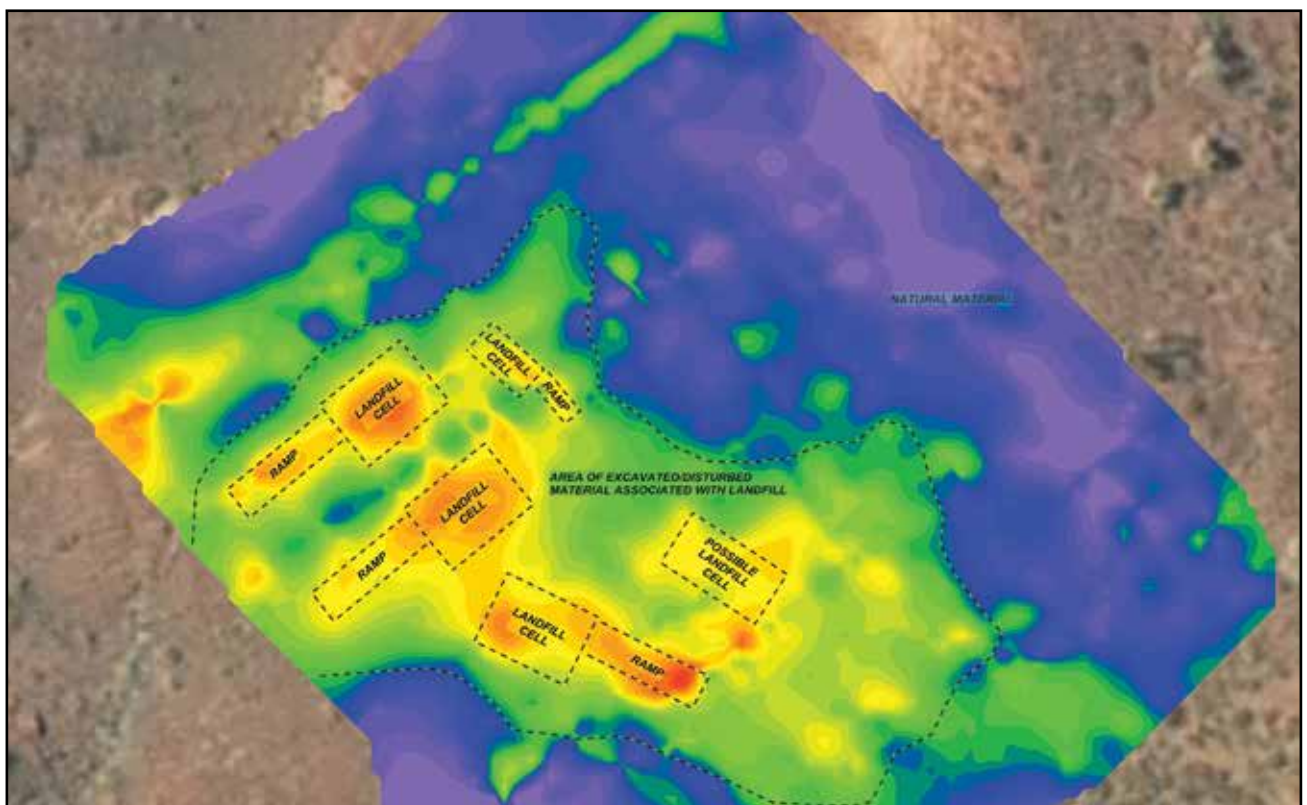 NATURAL MATERIAL
LANDFILL
CELL
RAMP
LANDFILL
CELL
RAMP
AREA OF EXCAVATED/DISTURBED
MATERIAL ASSOCIATED WITH LANDFILL
LANDFILL
CELL
RAMP
POSSIBLE
LANDFILL
CELL
LANDFILL
CELL
RAMP